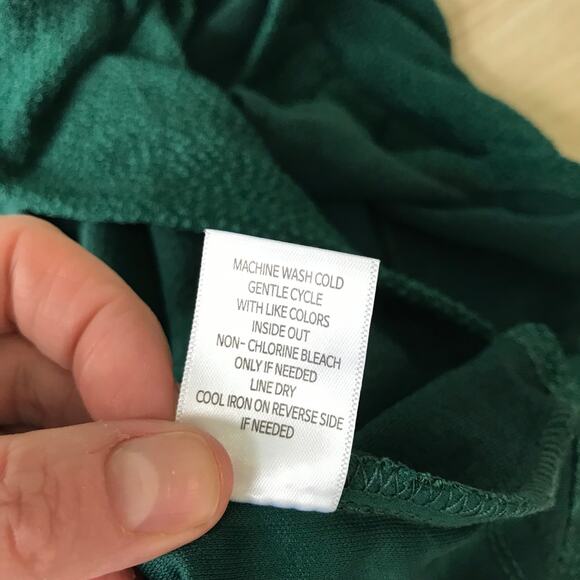 MACHINE WASH COLD
GENTLE CYCLE
WITH LIKE COLORS
INSIDE OUT
NON- CHLORINE BLEACH
ONLY IF NEEDED
LINE DRY
COOL IRON ON REVERSE SIDE
IF NEEDED